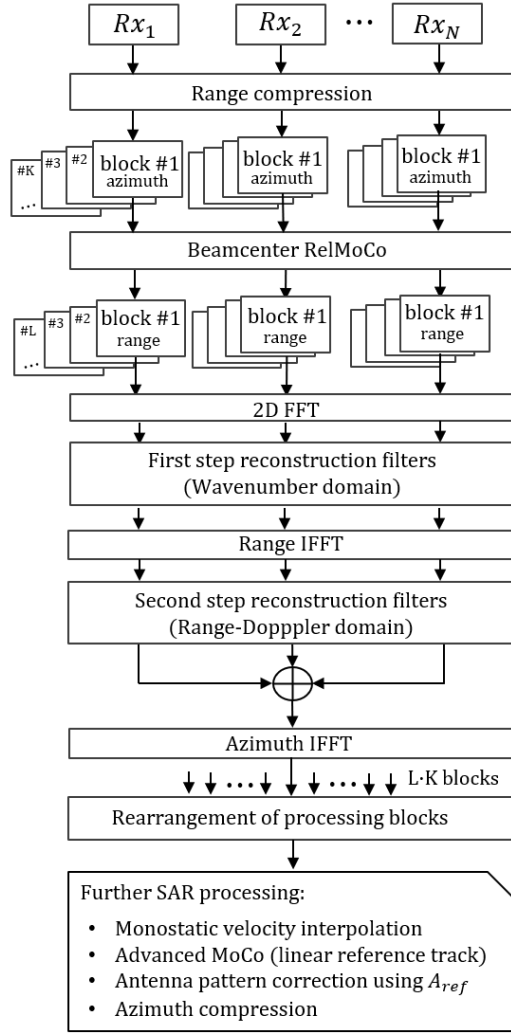 Rx₁ Rx₂ ⋯ Rx_N
Range compression
#K #3 #2 block #1 block #1 block #1
... azimuth azimuth azimuth
Beamcenter RelMoCo
#L #3 #2 block #1 block #1 block #1
... range range range
2D FFT
First step reconstruction filters
(Wavenumber domain)
Range IFFT
Second step reconstruction filters
(Range-Dopppler domain)
Azimuth IFFT
... ... L·K blocks
Rearrangement of processing blocks
Further SAR processing:
• Monostatic velocity interpolation
• Advanced MoCo (linear reference track)
• Antenna pattern correction using A_ref
• Azimuth compression